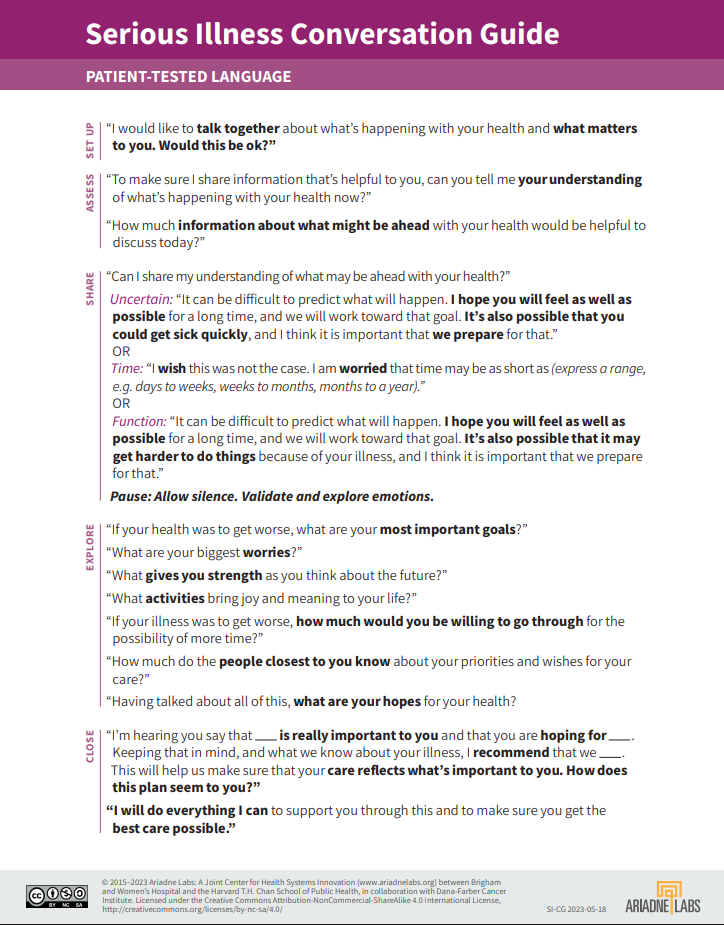 Serious Illness Conversation Guide
PATIENT-TESTED LANGUAGE
SET UP
“I would like to talk together about what’s happening with your health and what matters
to you. Would this be ok?”
ASSESS
“To make sure I share information that’s helpful to you, can you tell me your understanding
of what’s happening with your health now?”
“How much information about what might be ahead with your health would be helpful to
discuss today?”
SHARE
“Can I share my understanding of what may be ahead with your health?”
Uncertain: “It can be difficult to predict what will happen. I hope you will feel as well as
possible for a long time, and we will work toward that goal. It’s also possible that you
could get sick quickly, and I think it is important that we prepare for that.”
OR
Time: “I wish this was not the case. I am worried that time may be as short as (express a range,
e.g. days to weeks, weeks to months, months to a year).”
OR
Function: “It can be difficult to predict what will happen. I hope you will feel as well as
possible for a long time, and we will work toward that goal. It’s also possible that it may
get harder to do things because of your illness, and I think it is important that we prepare
for that.”
Pause: Allow silence. Validate and explore emotions.
EXPLORE
“If your health was to get worse, what are your most important goals?”
“What are your biggest worries?”
“What gives you strength as you think about the future?”
“What activities bring joy and meaning to your life?”
“If your illness was to get worse, how much would you be willing to go through for the
possibility of more time?”
“How much do the people closest to you know about your priorities and wishes for your
care?”
“Having talked about all of this, what are your hopes for your health?
CLOSE
“I’m hearing you say that ___ is really important to you and that you are hoping for ___.
Keeping that in mind, and what we know about your illness, I recommend that we ___.
This will help us make sure that your care reflects what’s important to you. How does
this plan seem to you?”
“I will do everything I can to support you through this and to make sure you get the
best care possible.”
cc BY NC SA
© 2015–2023 Ariadne Labs: A Joint Center for Health Systems Innovation (www.ariadnelabs.org) between Brigham
and Women’s Hospital and the Harvard T.H. Chan School of Public Health, in collaboration with Dana-Farber Cancer
Institute. Licensed under the Creative Commons Attribution-NonCommercial-ShareAlike 4.0 International License,
http://creativecommons.org/licenses/by-nc-sa/4.0/
SI-CG 2023-05-18
ARIADNE LABS